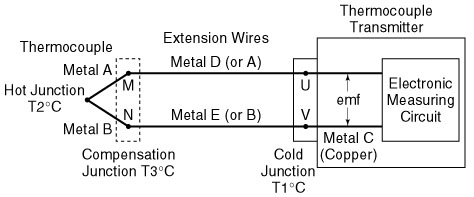 Thermocouple
Transmitter
Extension Wires
Thermocouple
Metal A
Metal D (or A)
M
U
Hot Junction
T2°C
emf
Electronic
Measuring
Circuit
N
Metal E (or B)
V
Metal B
Metal C
(Copper)
Compensation
Junction T3°C
Cold
Junction
T1°C